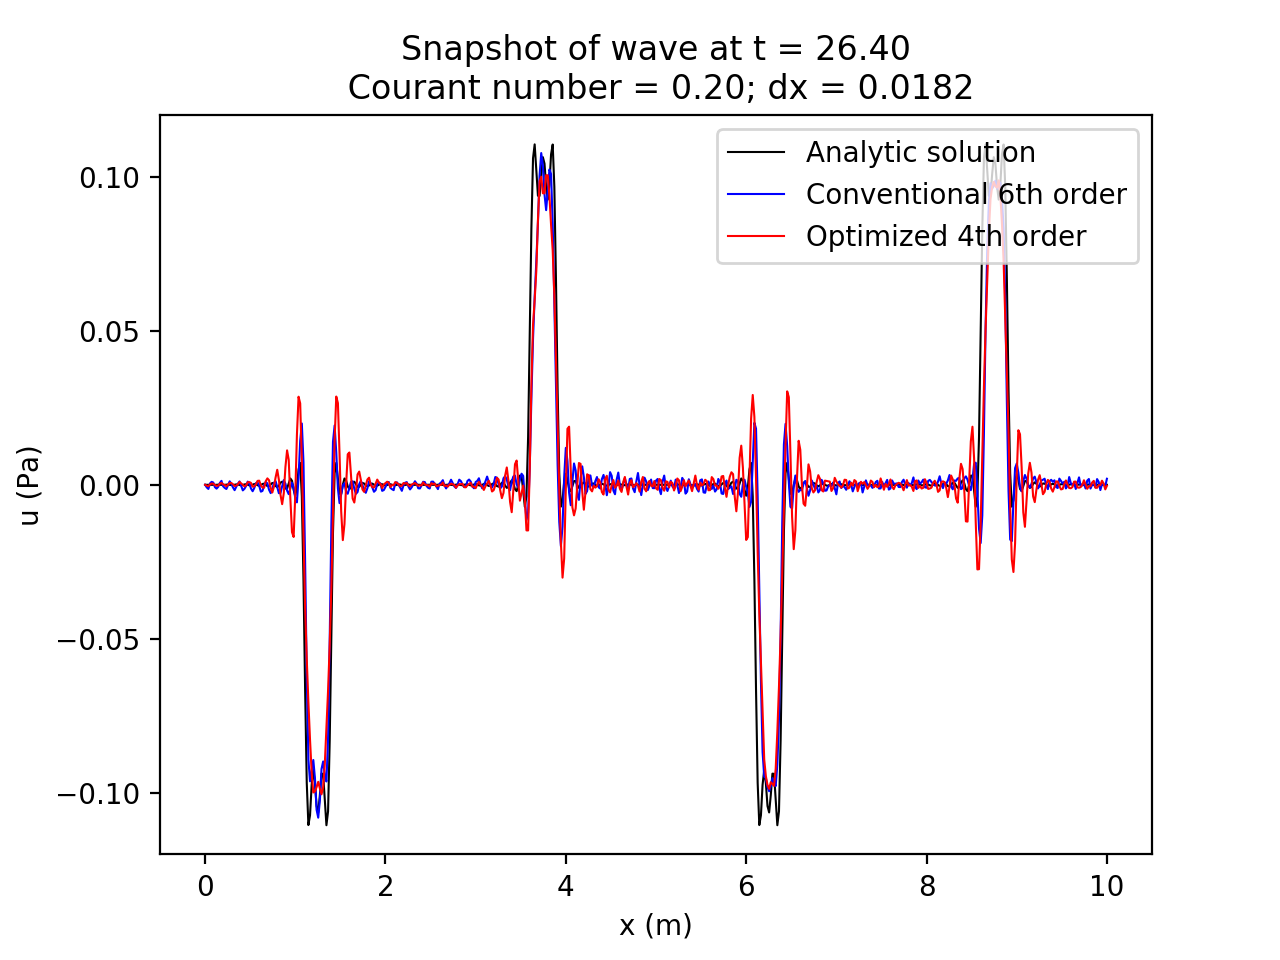 Snapshot of wave at t = 26.40
Courant number = 0.20; dx = 0.0182
Analytic solution
Conventional 6th order
Optimized 4th order
0.10
0.05
0.00
−0.05
−0.10
u (Pa)
0 2 4 6 8 10
x (m)